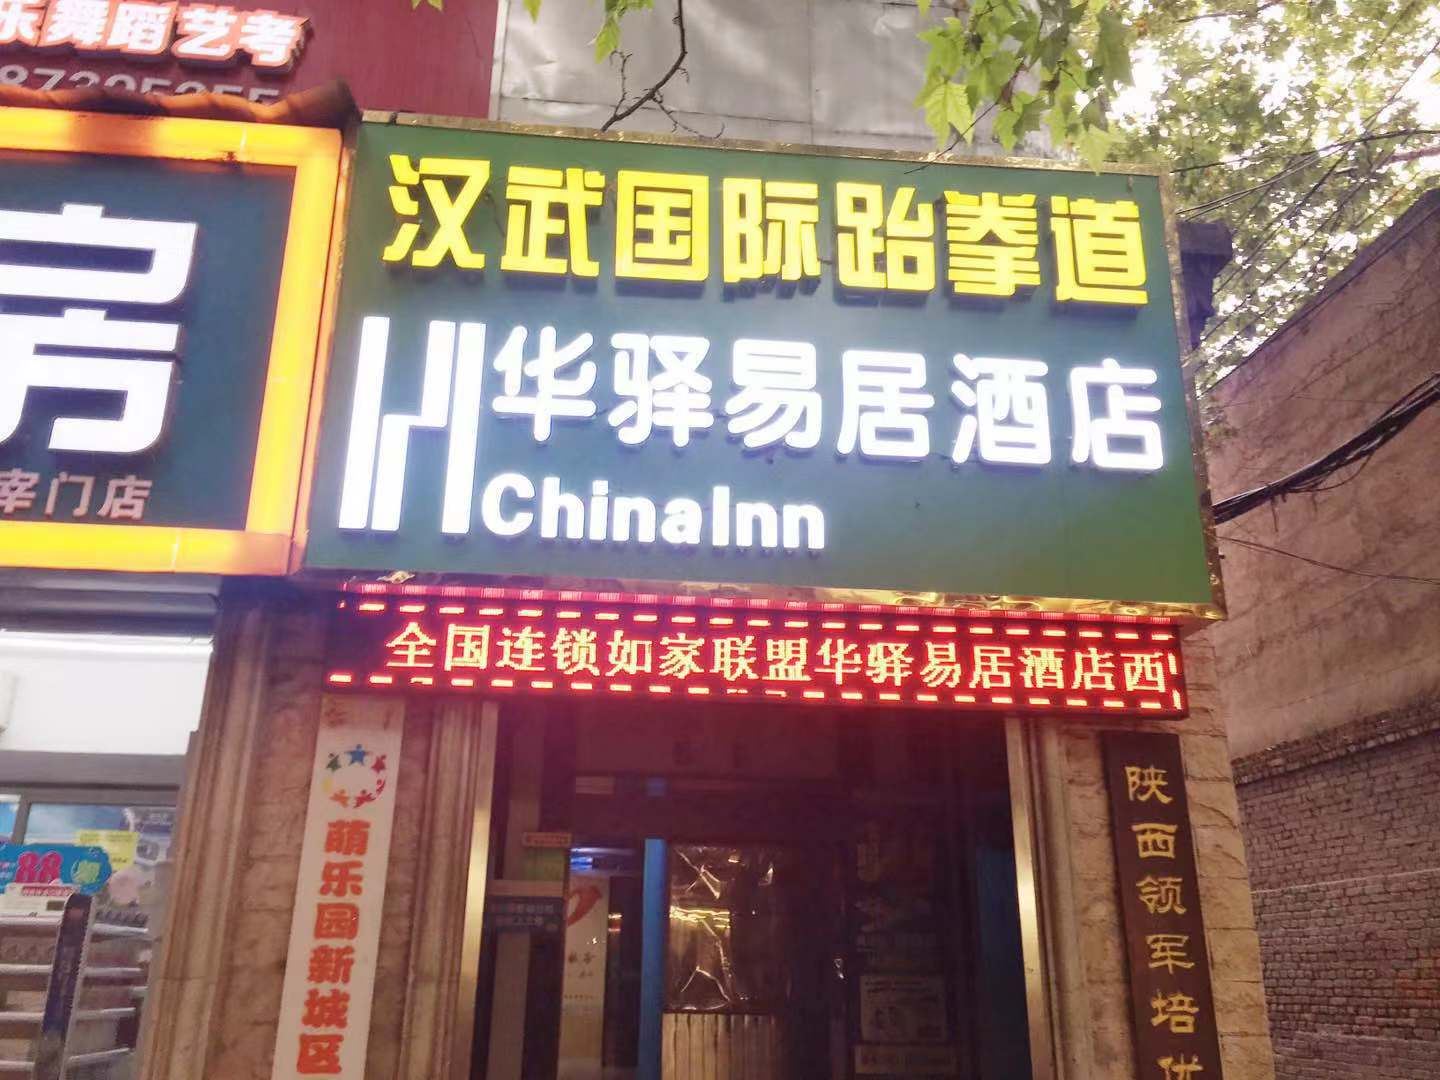 乐舞蹈艺考
87395255
房
宰门店
汉武国际跆拳道
华驿易居酒店
ChinaInn
全国连锁如家联盟华驿易居酒店西
萌乐园新城区
陕西领军培优
88